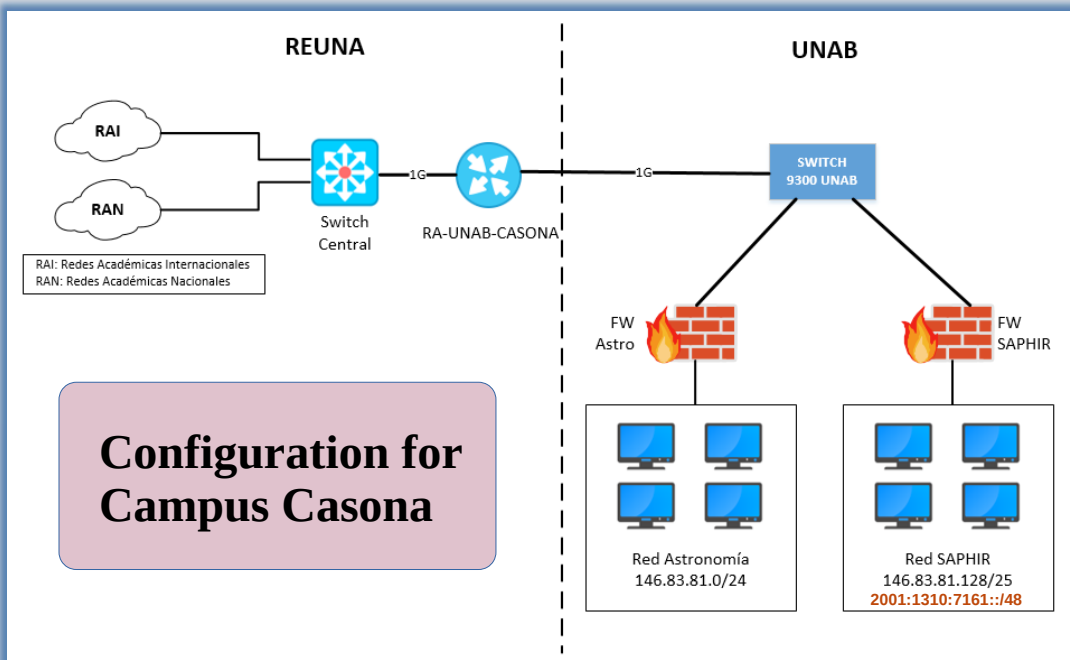 REUNA
UNAB
RAI
RAN
Switch
Central
1G
RA-UNAB-CASONA
1G
SWITCH
9300 UNAB
RAI: Redes Académicas Internacionales
RAN: Redes Académicas Nacionales
FW
Astro
FW
SAPHIR
Configuration for
Campus Casona
Red Astronomía
146.83.81.0/24
Red SAPHIR
146.83.81.128/25
2001:1310:7161::/48